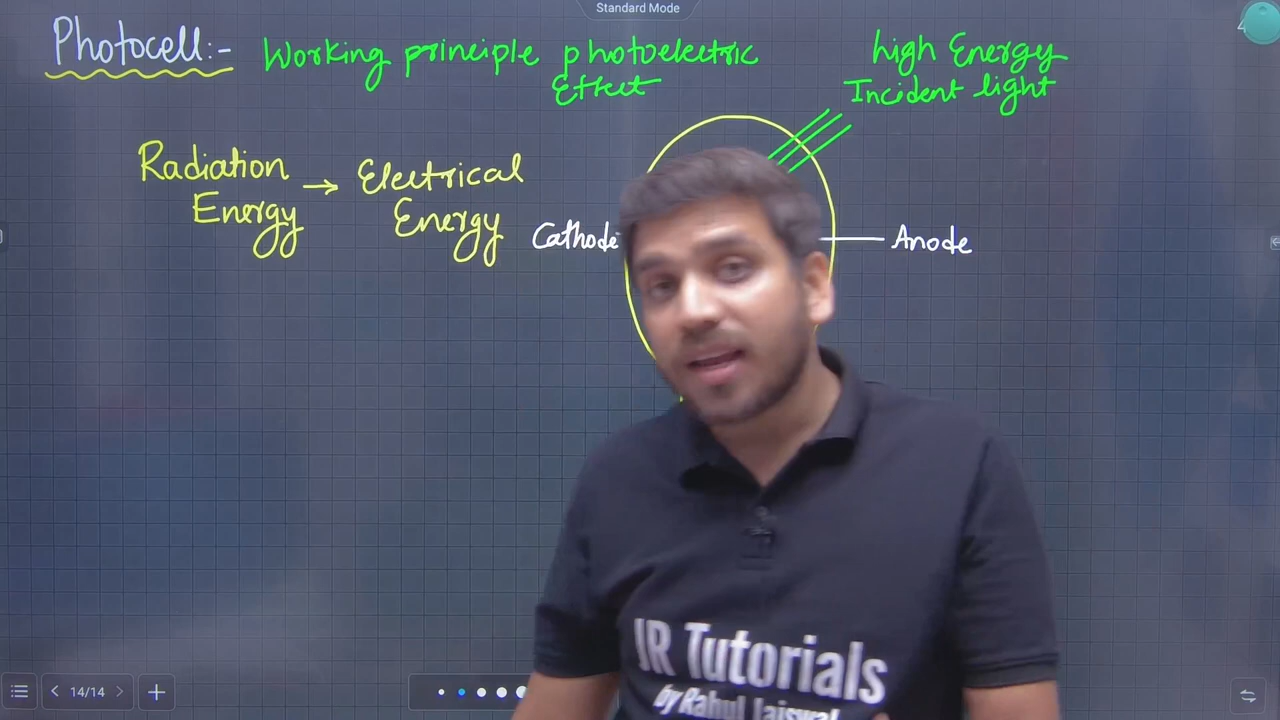 Standard Mode
Photocell:-
Working principle photoelectric
Effect
high Energy
Incident light
Radiation
Energy
→ Electrical
Energy
Cathode
Anode
JR Tutorials
by Rahul Jaiswal
14/14